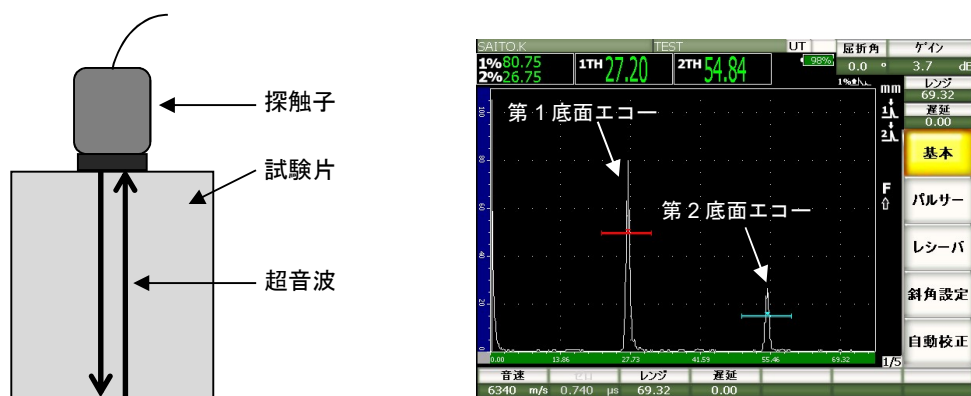 探触子
試験片
超音波
SAITO.K TEST UT 屈折角 ゲイン
1% 80.75 1TH 27.20 2TH 54.84 98% 0.0 ° 3.7 dB
2% 26.75
レンジ
69.32
mm
遅延
0.00
第1底面エコー
第2底面エコー
100
80
60
40
20
0
1
2
F
基本
パルサー
レシーバ
斜角設定
自動校正
0.00 13.86 27.73 41.59 55.46 69.32 1/5
音速 レンジ 遅延
6340 m/s 0.740 µs 69.32 0.00